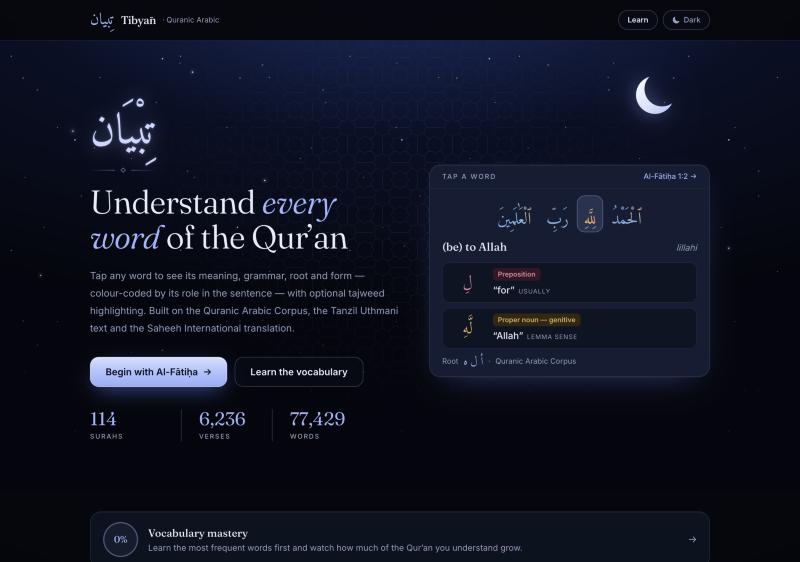 تِبيان Tibyān · Quranic Arabic
Learn
Dark
تِبْيَان
Understand every
word of the Qur’an
Tap any word to see its meaning, grammar, root and form —
colour-coded by its role in the sentence — with optional tajweed
highlighting. Built on the Quranic Arabic Corpus, the Tanzil Uthmani
text and the Saheeh International translation.
Begin with Al-Fātiḥa →
Learn the vocabulary
114
SURAHS
6,236
VERSES
77,429
WORDS
TAP A WORD
Al-Fātiḥa 1:2 →
ٱلْحَمْدُ لِلَّهِ رَبِّ ٱلْعَٰلَمِينَ
(be) to Allah
lillahi
لِ
Preposition
“for” USUALLY
لَّهِ
Proper noun — genitive
“Allah” LEMMA SENSE
Root أ ل ه · Quranic Arabic Corpus
0%
Vocabulary mastery
Learn the most frequent words first and watch how much of the Qur’an you understand grow.
→